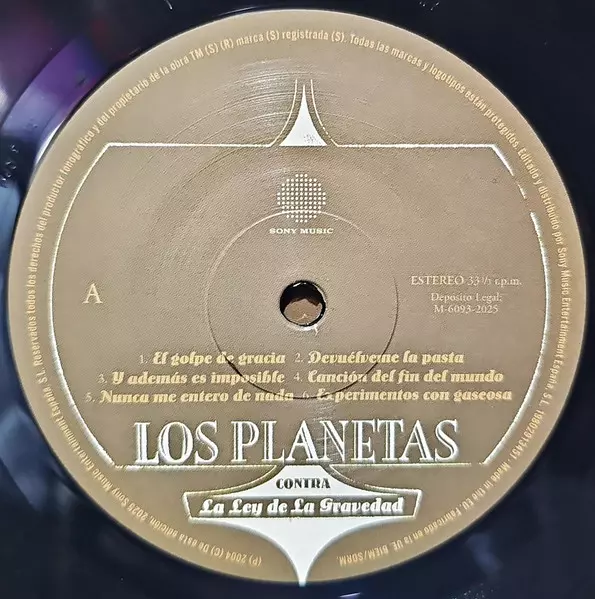 Reservados todos los derechos del productor fonográfico y del propietario de la obra TM (S) (R) marca (S) registrada (S). Todas las marcas y logotipos están protegidos. Editado y distribuido por Sony Music Entertainment España S.L.
Made in the EU. Fabricado en la UE. BIEM/SDRM.
(P) 2004 (C) De esta edición, 2025 Sony Music Entertainment España S.L.
SONY MUSIC
A
ESTEREO 33 1/3 r.p.m.
Depósito Legal;
M-6093-2025
1. El golpe de gracia 2. Devuélveme la pasta
3. Y además es imposible 4. Canción del fin del mundo
5. Nunca me entero de nada 6. Experimentos con gaseosa
LOS PLANETAS
CONTRA
La Ley de La Gravedad